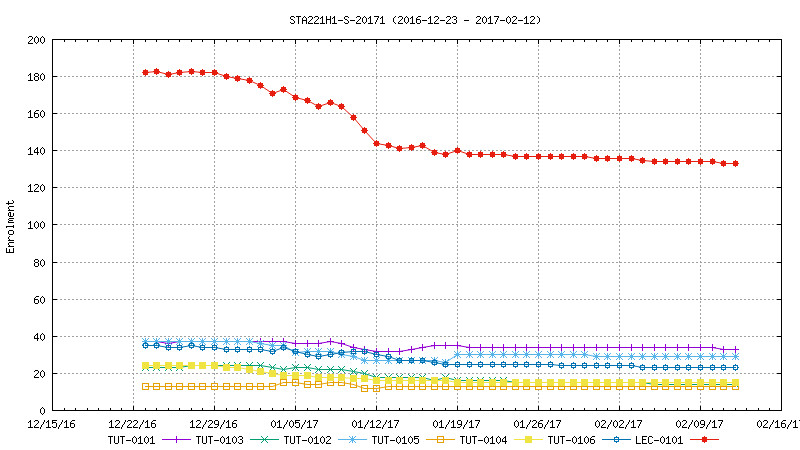 STA221H1-S-20171 (2016-12-23 - 2017-02-12)
200
180
160
140
120
100
80
60
40
20
0
Enrolment
12/15/16 12/22/16 12/29/16 01/05/17 01/12/17 01/19/17 01/26/17 02/02/17 02/09/17 02/16/1
TUT-0101 TUT-0103 TUT-0102 TUT-0105 TUT-0104 TUT-0106 LEC-0101